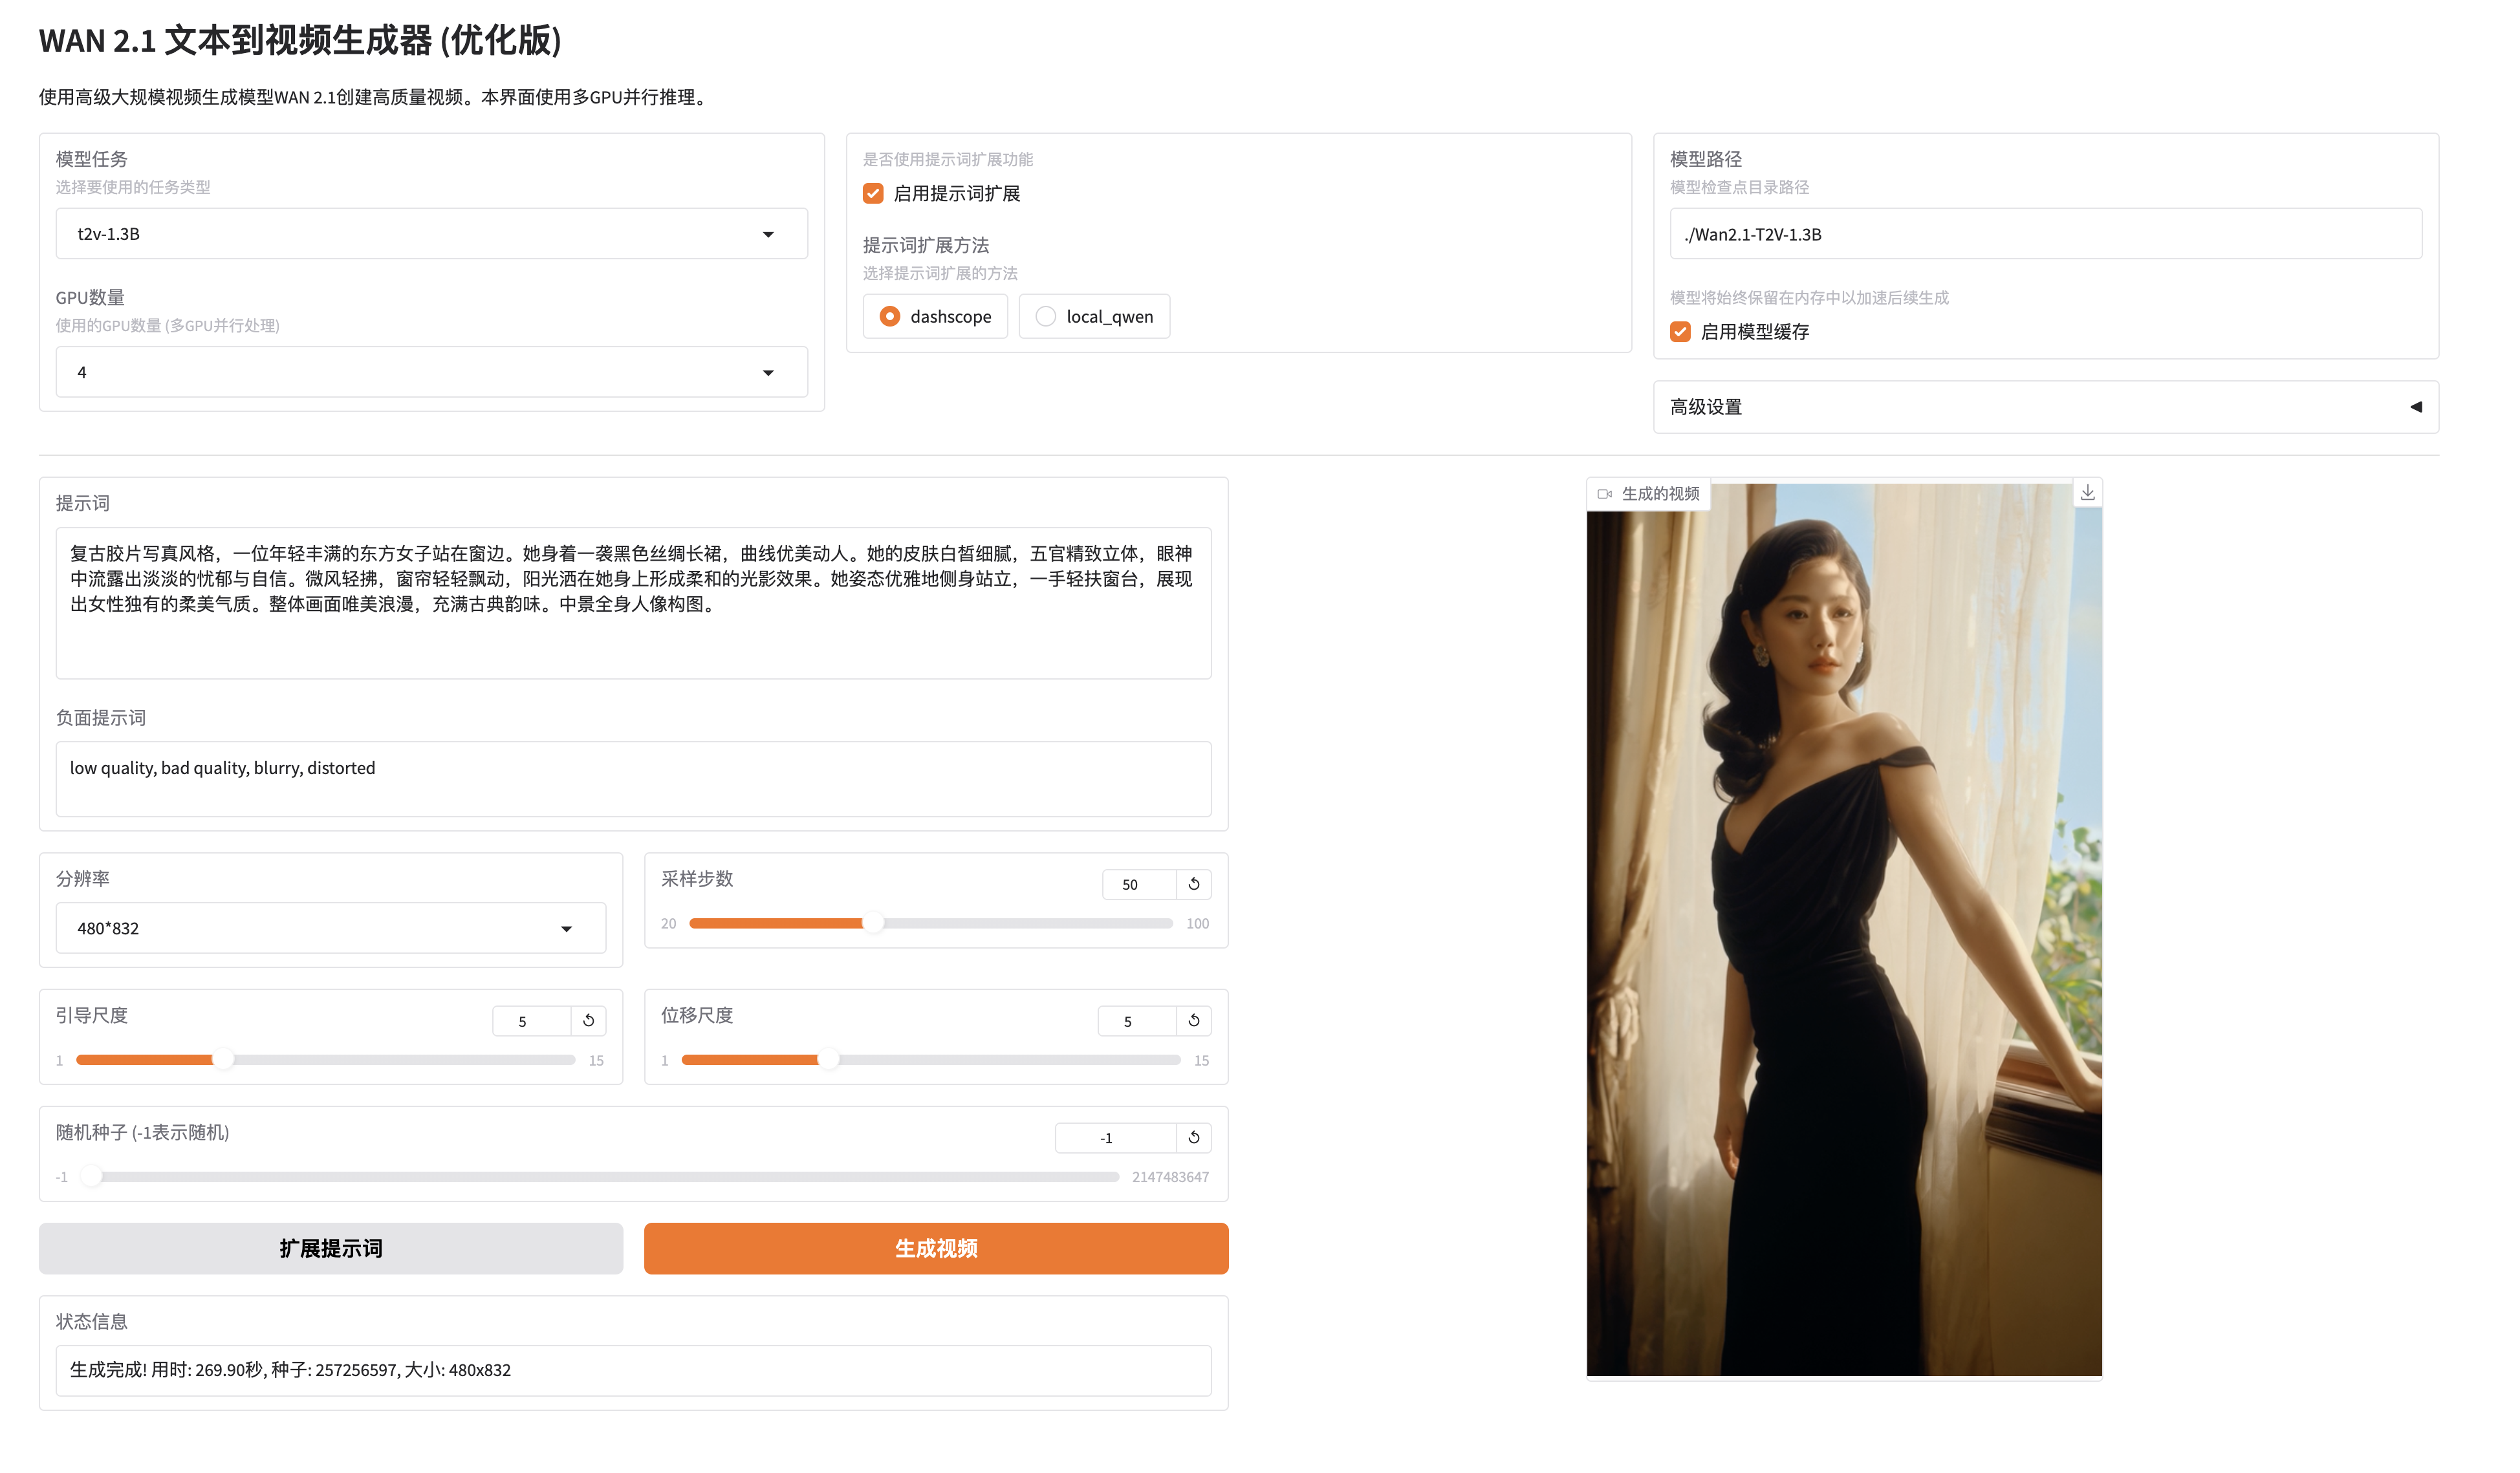 WAN 2.1 文本到视频生成器 (优化版)
使用高级大规模视频生成模型WAN 2.1创建高质量视频。本界面使用多GPU并行推理。
模型任务
选择要使用的任务类型
t2v-1.3B
GPU数量
使用的GPU数量 (多GPU并行处理)
4
是否使用提示词扩展功能
启用提示词扩展
提示词扩展方法
选择提示词扩展的方法
dashscope
local_qwen
模型路径
模型检查点目录路径
./Wan2.1-T2V-1.3B
模型将始终保留在内存中以加速后续生成
启用模型缓存
高级设置
提示词
复古胶片写真风格，一位年轻丰满的东方女子站在窗边。她身着一袭黑色丝绸长裙，曲线优美动人。她的皮肤白皙细腻，五官精致立体，眼神
中流露出淡淡的忧郁与自信。微风轻拂，窗帘轻轻飘动，阳光洒在她身上形成柔和的光影效果。她姿态优雅地侧身站立，一手轻扶窗台，展现
出女性独有的柔美气质。整体画面唯美浪漫，充满古典韵味。中景全身人像构图。
负面提示词
low quality, bad quality, blurry, distorted
分辨率
480*832
采样步数
50
20
100
引导尺度
5
1
15
位移尺度
5
1
15
随机种子 (-1表示随机)
-1
-1
2147483647
扩展提示词
生成视频
状态信息
生成完成! 用时: 269.90秒, 种子: 257256597, 大小: 480x832
生成的视频